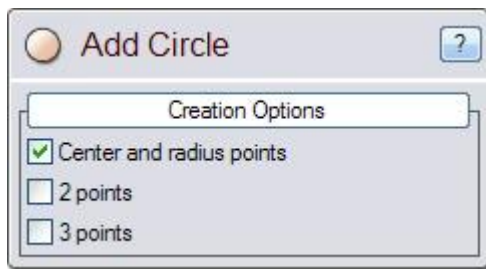 Add Circle
?
Creation Options
Center and radius points
2 points
3 points